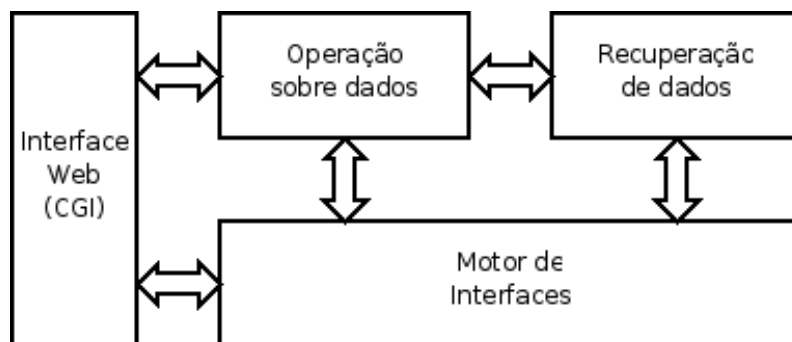 Operação
sobre dados
Recuperação
de dados
Interface
Web
(CGI)
Motor de
Interfaces